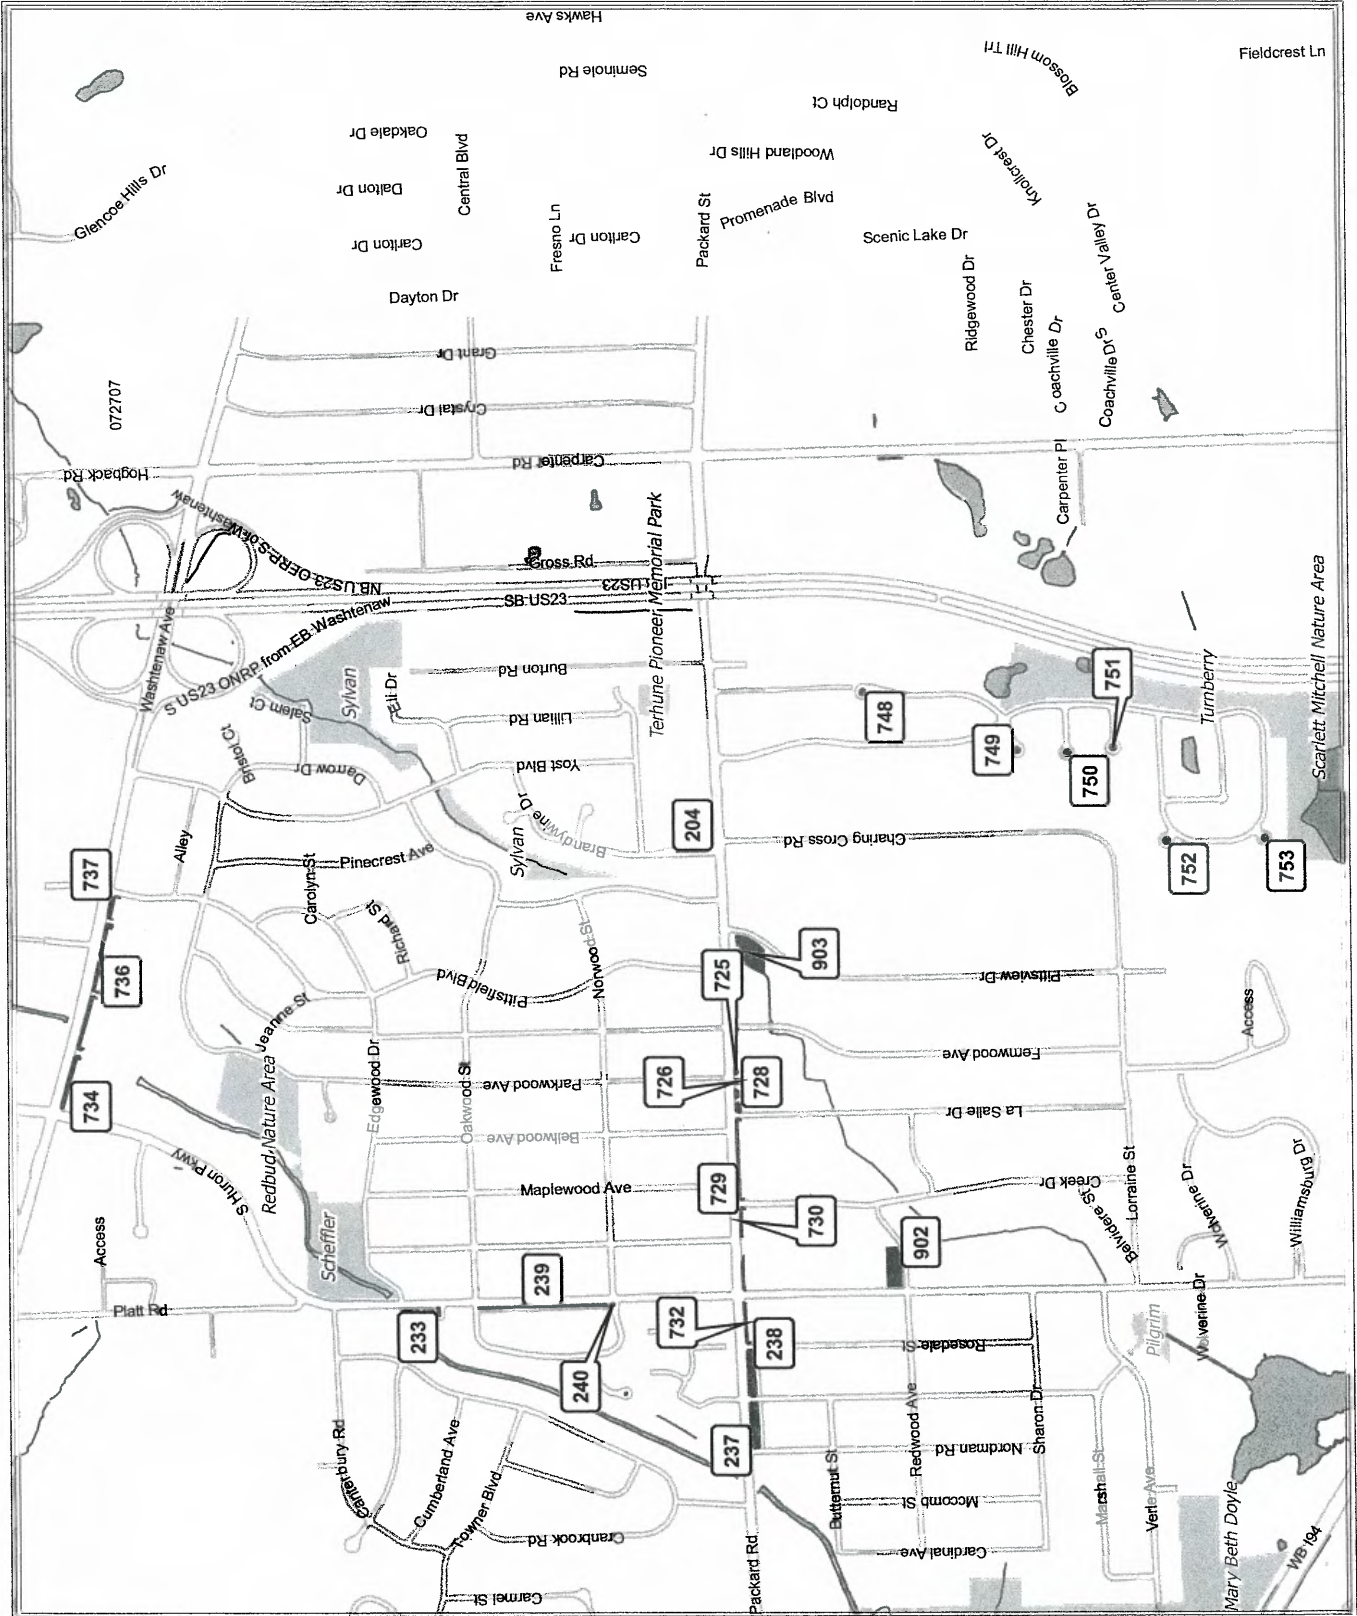 Hawks Ave
Fieldcrest Ln
Blossom Hill Trl
Seminole Rd
Randolph Ct
Oakdale Dr
Central Blvd
Woodland Hills Dr
Knollcrest Dr
Glencoe Hills Dr
Dalton Dr
Packard St
Promenade Blvd
Carlton Dr
Fresno Ln
Carlton Dr
Scenic Lake Dr
Center Valley Dr
Dayton Dr
Ridgewood Dr
Chester Dr
Coachville Dr
Coachville Dr S
Grant Dr
072707
Crystal Dr
Hogback Rd
Carpenter Rd
Carpenter Pl
NB US23 OFRP S of Washtenaw
Terhune Pioneer Memorial Park
Gross Rd
US23
SB US23
Washtenaw Ave
S US23 ONRP from EB Washtenaw
Scarlett Mitchell Nature Area
Sylvan
Burton Rd
Eli Dr
Salem Ct
Lillian Rd
748
751
Turnberry
Bristol Ct
Darrow Dr
Yost Blvd
749
750
Brandywine Dr
204
Alley
Carolyn St
Pinecrest Ave
Sylvan
Charing Cross Rd
752
753
737
Richard St
736
Pittsfield Blvd
Norwood St
725
903
Pittsview Dr
Jeanne St
Access
Redbud Nature Area
Edgewood Dr
Oakwood St
Parkwood Ave
726
728
Fernwood Ave
734
Bellwood Ave
La Salle Dr
S Huron Pkwy
Maplewood Ave
729
730
Creek Dr
Belvidere St
Lorraine St
Wolverine Dr
Williamsburg Dr
Access
Scheffler
902
Platt Rd
239
233
732
238
Rosedale St
Pilgrim
Wolverine Dr
240
Canterbury Rd
Cumberland Ave
Towner Blvd
237
Butternut St
Redwood Ave
Nordman Rd
Sharon Dr
Marshall St
Verle Ave
Mary Beth Doyle
Mccomb St
Cranbrook Rd
Packard Rd
Cardinal Ave
WB I94
Carmel St